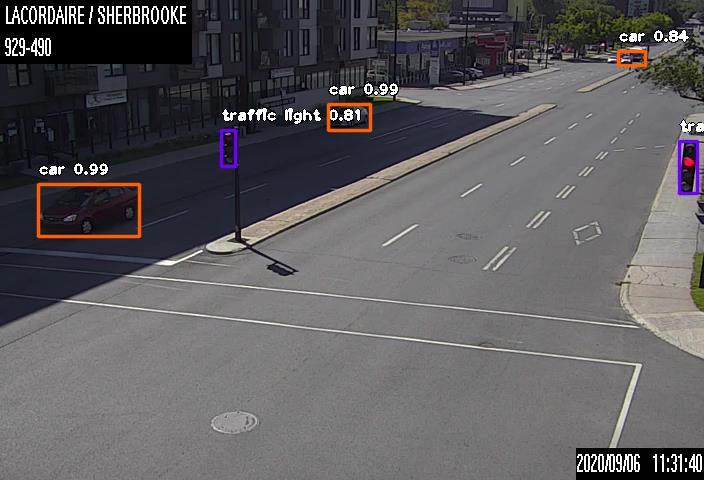 LACORDAIRE / SHERBROOKE
929-490
car 0.84
car 0.99
traffic light 0.81
tra
car 0.99
2020/09/06 11:31:40